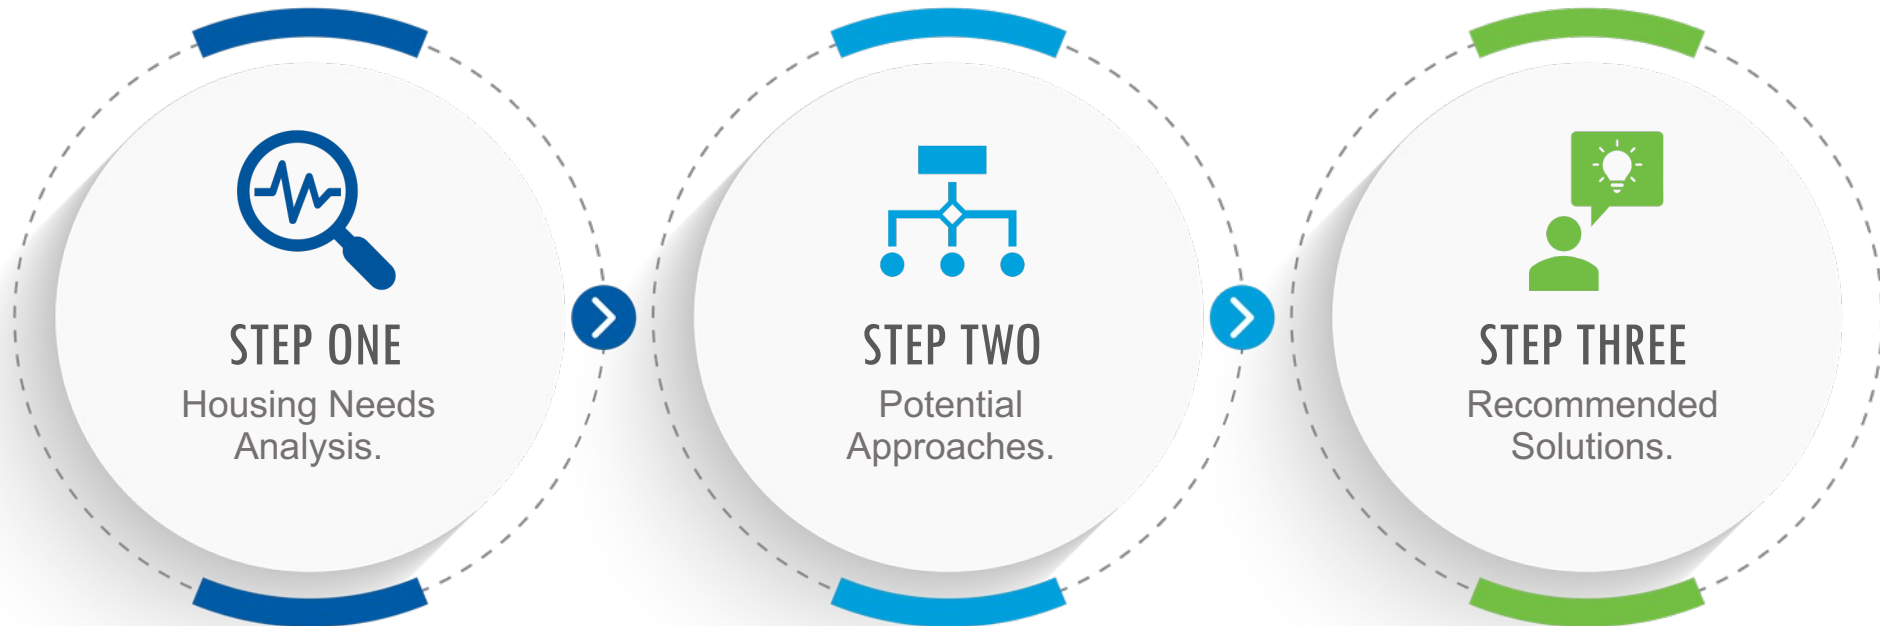 STEP ONE
Housing Needs
Analysis.
STEP TWO
Potential
Approaches.
STEP THREE
Recommended
Solutions.